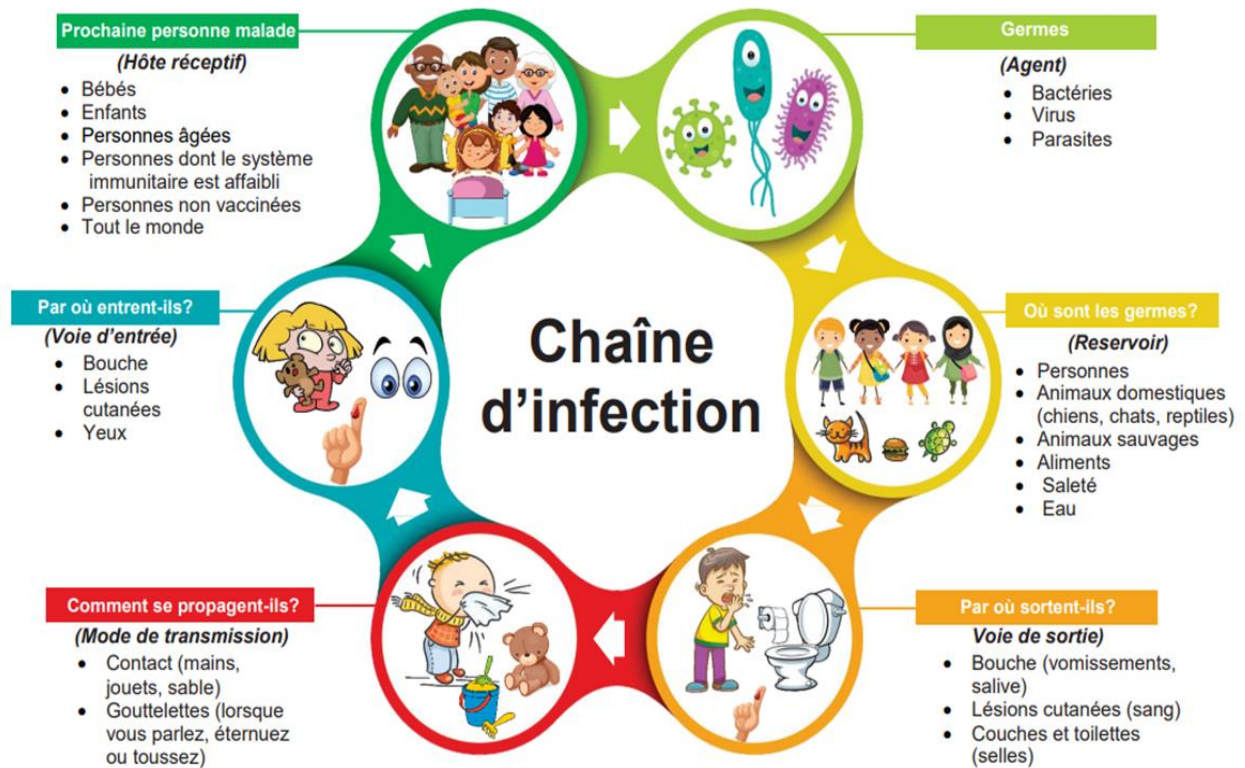 Prochaine personne malade
(Hôte réceptif)
• Bébés
• Enfants
• Personnes âgées
• Personnes dont le système
immunitaire est affaibli
• Personnes non vaccinées
• Tout le monde
Germes
(Agent)
• Bactéries
• Virus
• Parasites
Par où entrent-ils?
(Voie d'entrée)
• Bouche
• Lésions
cutanées
• Yeux
Chaîne
d'infection
Où sont les germes?
(Reservoir)
• Personnes
• Animaux domestiques
(chiens, chats, reptiles)
• Animaux sauvages
• Aliments
• Saleté
• Eau
Comment se propagent-ils?
(Mode de transmission)
• Contact (mains,
jouets, sable)
• Gouttelettes (lorsque
vous parlez, éternuez
ou toussez)
Par où sortent-ils?
Voie de sortie)
• Bouche (vomissements,
salive)
• Lésions cutanées (sang)
• Couches et toilettes
(selles)